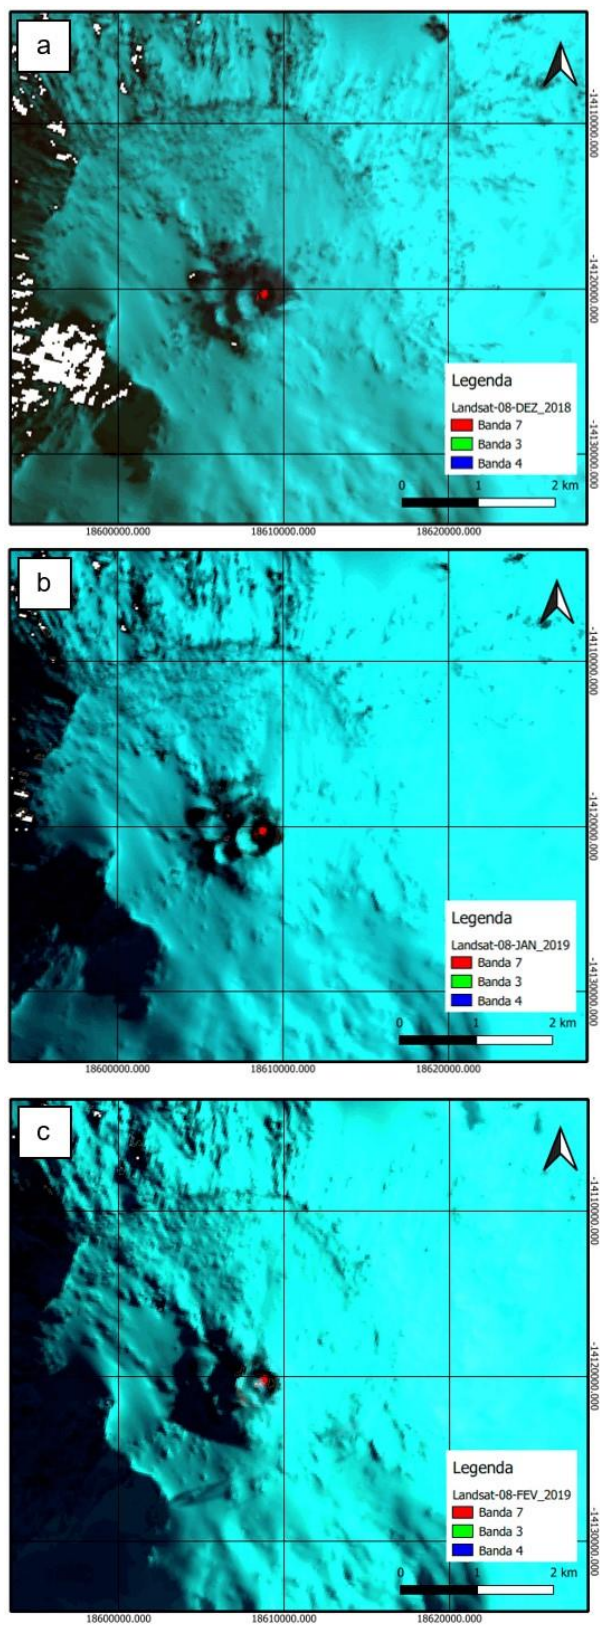 a
-14110000.000
-14120000.000
Legenda
Landsat-08-DEZ_2018
Banda 7
Banda 3
Banda 4
-14130000.000
0 1 2 km
18600000.000 18610000.000 18620000.000
b
-14110000.000
-14120000.000
Legenda
Landsat-08-JAN_2019
Banda 7
Banda 3
Banda 4
-14130000.000
0 1 2 km
18600000.000 18610000.000 18620000.000
c
-14110000.000
-14120000.000
Legenda
Landsat-08-FEV_2019
Banda 7
Banda 3
Banda 4
-14130000.000
0 1 2 km
18600000.000 18610000.000 18620000.000